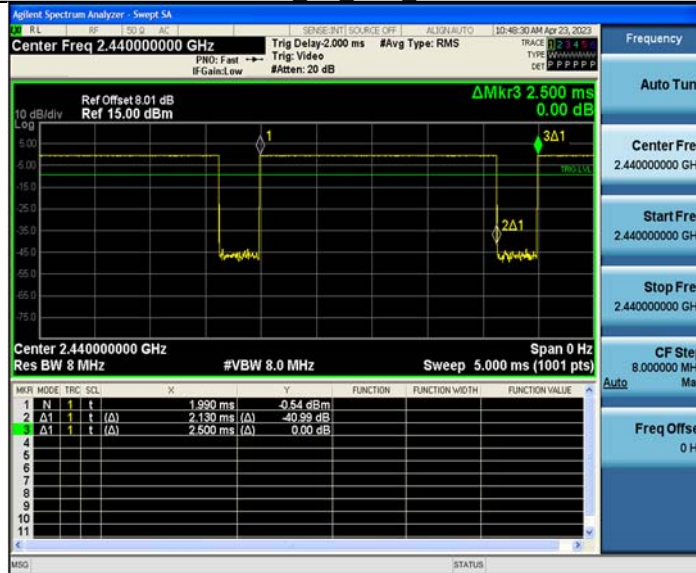 Agilent Spectrum Analyzer - Swept SA
RL RF 50 Ω AC SENSE:INT SOURCE OFF ALIGNAUTO 10:48:30 AM Apr 23, 2023
Center Freq 2.440000000 GHz Trig Delay-2.000 ms #Avg Type: RMS TRACE 1 2 3 4 5 6
PNO: Fast Trig: Video TYPE
IFGain:Low #Atten: 20 dB DET P P P P P P
Frequency
Auto Tun
Center Fre
2.440000000 GH
Start Fre
2.440000000 GH
Stop Fre
2.440000000 GH
CF Ste
8.000000 MH
Auto Ma
Freq Offse
0 H
ΔMkr3 2.500 ms
0.00 dB
Ref Offset 8.01 dB
10 dB/div Ref 15.00 dBm
Log
5.00
-5.00
-15.0
-25.0
-35.0
-45.0
-55.0
-65.0
-75.0
1
3Δ1
TRIG LVL
2Δ1
Center 2.440000000 GHz Span 0 Hz
Res BW 8 MHz #VBW 8.0 MHz Sweep 5.000 ms (1001 pts)
MKR MODE TRC SCL X Y FUNCTION FUNCTION WIDTH FUNCTION VALUE
1 N 1 t 1.990 ms -0.54 dBm
2 Δ1 1 t (Δ) 2.130 ms (Δ) -40.99 dB
3 Δ1 1 t (Δ) 2.500 ms (Δ) 0.00 dB
4
5
6
7
8
9
10
11
MSG STATUS